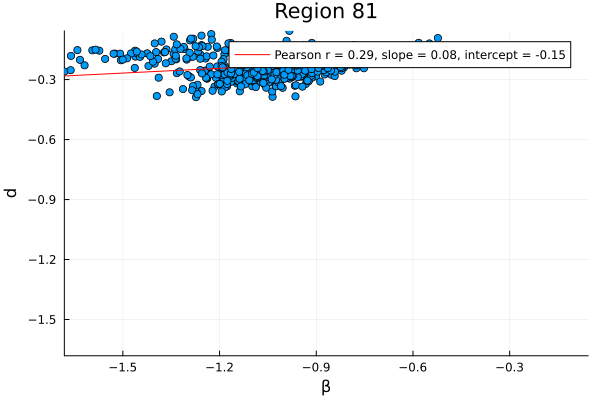 Region 81
Pearson r = 0.29, slope = 0.08, intercept = -0.15
−0.3
−0.6
−0.9
−1.2
−1.5
d
−1.5 −1.2 −0.9 −0.6 −0.3
β